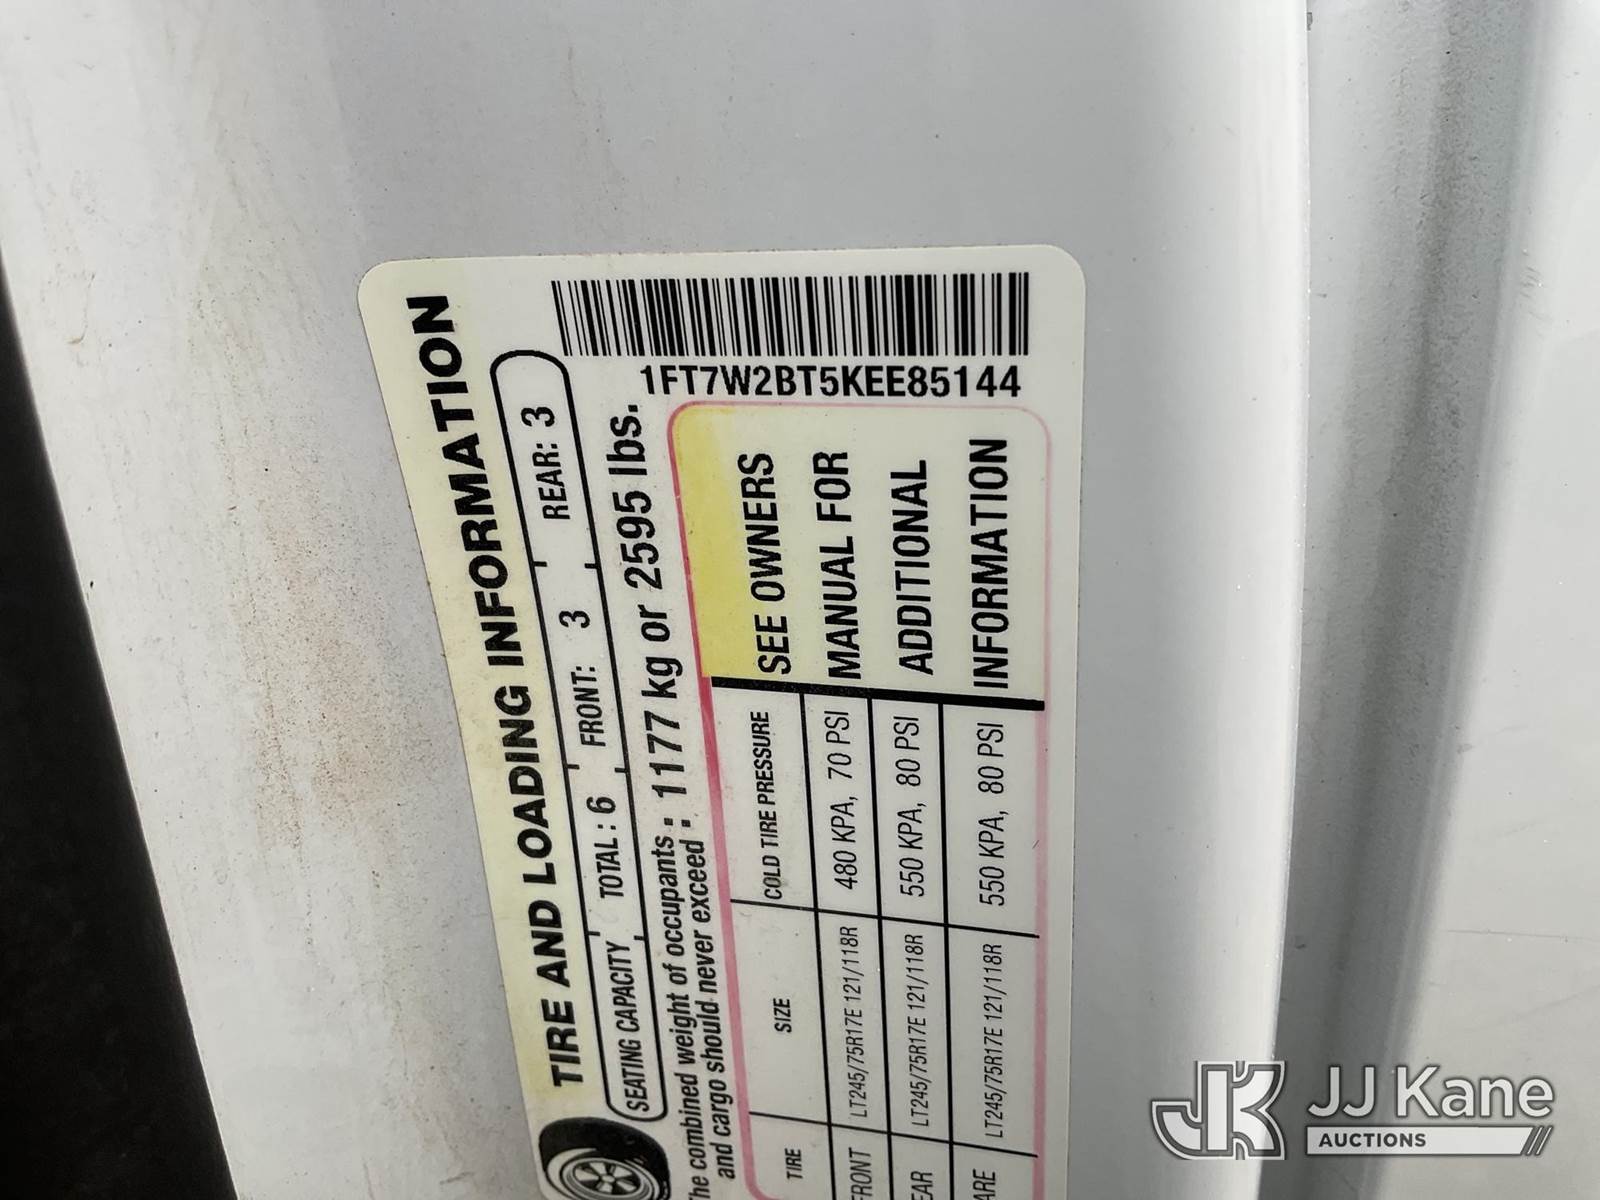 TIRE AND LOADING INFORMATION
SEATING CAPACITY TOTAL: 6 FRONT: 3 REAR: 3
The combined weight of occupants
and cargo should never exceed : 1177 kg or 2595 lbs.
1FT7W2BT5KEE85144
TIRE SIZE COLD TIRE PRESSURE
FRONT LT245/75R17E 121/118R 480 KPA, 70 PSI
EAR LT245/75R17E 121/118R 550 KPA, 80 PSI
ARE LT245/75R17E 121/118R 550 KPA, 80 PSI
SEE OWNERS
MANUAL FOR
ADDITIONAL
INFORMATION
JK JJ Kane
AUCTIONS